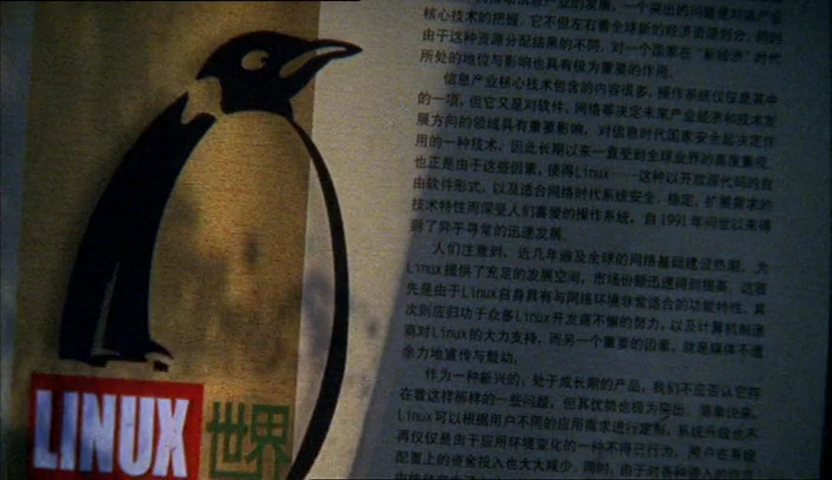 核心技术的把握，它不但左右着全球新的经济资源划分，同时
由于这种资源分配结果的不同，对一个国家在“新经济”时代
所处的地位与影响也具有极为重要的作用。
信息产业核心技术包含的内容很多，操作系统仅仅是其中
的一项，但它又是对软件、网络等决定未来产业经济和技术发
展方向的领域具有重要影响，对信息时代国家安全起决定作
用的一种技术。因此长期以来一直受到全球业界的高度重视。
也正是由于这些因素，使得Linux——这种以开放源代码的自
由软件形式，以及适合网络时代系统安全、稳定、扩展需求的
技术特性而深受人们喜爱的操作系统，自1991年问世以来得
到了异乎寻常的迅速发展。
人们注意到，近几年遍及全球的网络基础建设热潮，为
Linux提供了充足的发展空间，市场份额迅速得到提高。这首
先是由于Linux自身具有与网络环境非常适合的功能特性，其
次则应归功于众多Linux开发商不懈的努力，以及计算机制造
商对Linux的大力支持，而另一个重要的因素，就是媒体不遗
余力地宣传与鼓动。
作为一种新兴的、处于成长期的产品，我们不应否认它存
在着这样那样的一些问题，但其优势也极为突出。简单说来，
Linux可以根据用户不同的应用需求进行定制，系统升级也不
再仅仅是由于应用环境变化的一种不得已行为，用户在系统
配置上的资金投入也大大减少。同时，由于对各种
LINUX 世界